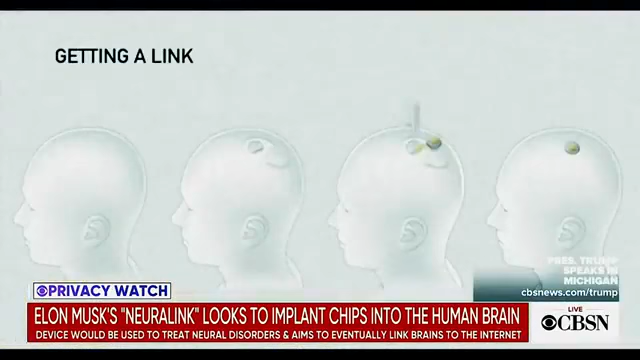 GETTING A LINK
PRES. TRUMP
SPEAKS IN
MICHIGAN
cbsnews.com/trump
PRIVACY WATCH
ELON MUSK'S "NEURALINK" LOOKS TO IMPLANT CHIPS INTO THE HUMAN BRAIN
DEVICE WOULD BE USED TO TREAT NEURAL DISORDERS & AIMS TO EVENTUALLY LINK BRAINS TO THE INTERNET
LIVE
CBSN